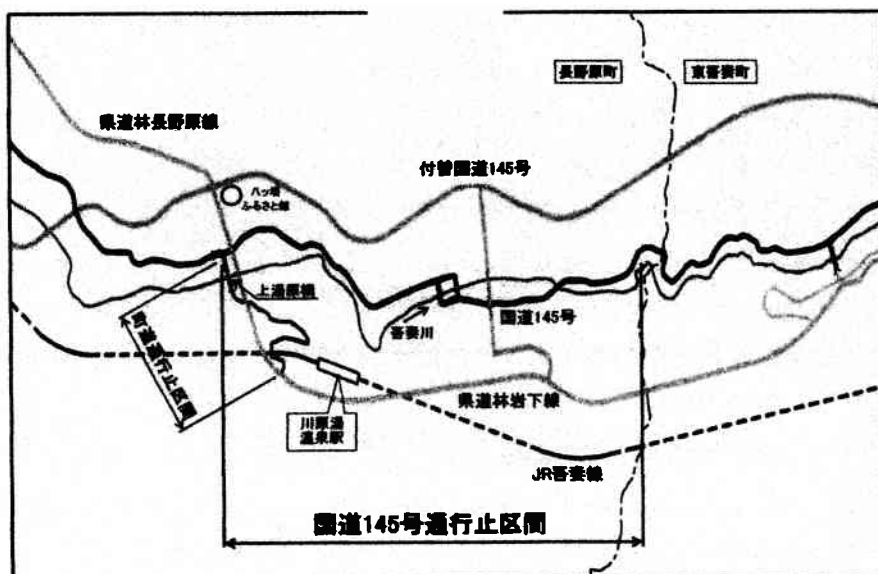 長野原町
東吾妻町
県道林長野原線
付替国道145号
八ッ場
ふるさと館
上湯原橋
吾妻川
国道145号
町道通行止区間
川原湯
温泉駅
県道林岩下線
JR吾妻線
国道145号通行止区間